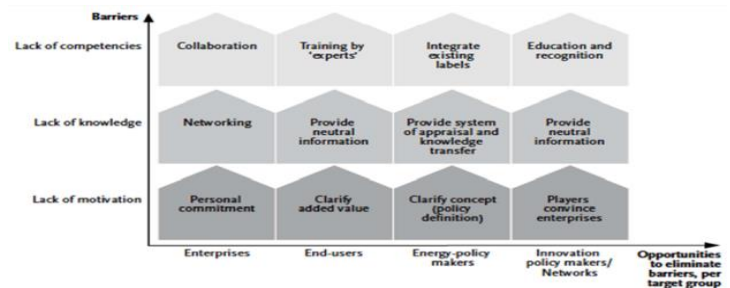 Barriers
Lack of competencies
Collaboration
Training by
'experts'
Integrate
existing
labels
Education and
recognition
Lack of knowledge
Networking
Provide
neutral
information
Provide system
of appraisal and
knowledge
transfer
Provide
neutral
information
Lack of motivation
Personal
commitment
Clarify
added value
Clarify concept
(policy
definition)
Players
convince
enterprises
Enterprises
End-users
Energy-policy
makers
Innovation
policy makers/
Networks
Opportunities
to eliminate
barriers, per
target group